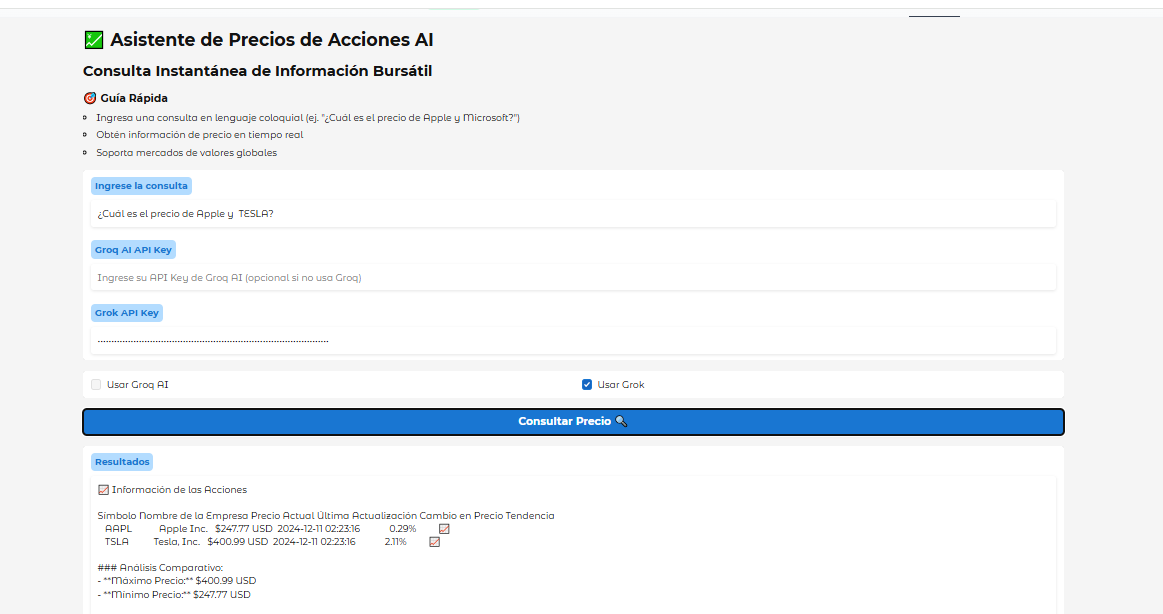 Asistente de Precios de Acciones AI
Consulta Instantánea de Información Bursátil
Guía Rápida
Ingresa una consulta en lenguaje coloquial (ej. "¿Cuál es el precio de Apple y Microsoft?")
Obtén información de precio en tiempo real
Soporta mercados de valores globales
Ingrese la consulta
¿Cuál es el precio de Apple y  TESLA?
Groq AI API Key
Ingrese su API Key de Groq AI (opcional si no usa Groq)
Grok API Key
Usar Groq AI Usar Grok
Consultar Precio
Resultados
Información de las Acciones
Símbolo Nombre de la Empresa Precio Actual Última Actualización Cambio en Precio Tendencia
AAPL Apple Inc. $247.77 USD 2024-12-11 02:23:16 0.29%
TSLA Tesla, Inc. $400.99 USD 2024-12-11 02:23:16 2.11%
### Análisis Comparativo:
- **Máximo Precio:** $400.99 USD
- **Mínimo Precio:** $247.77 USD